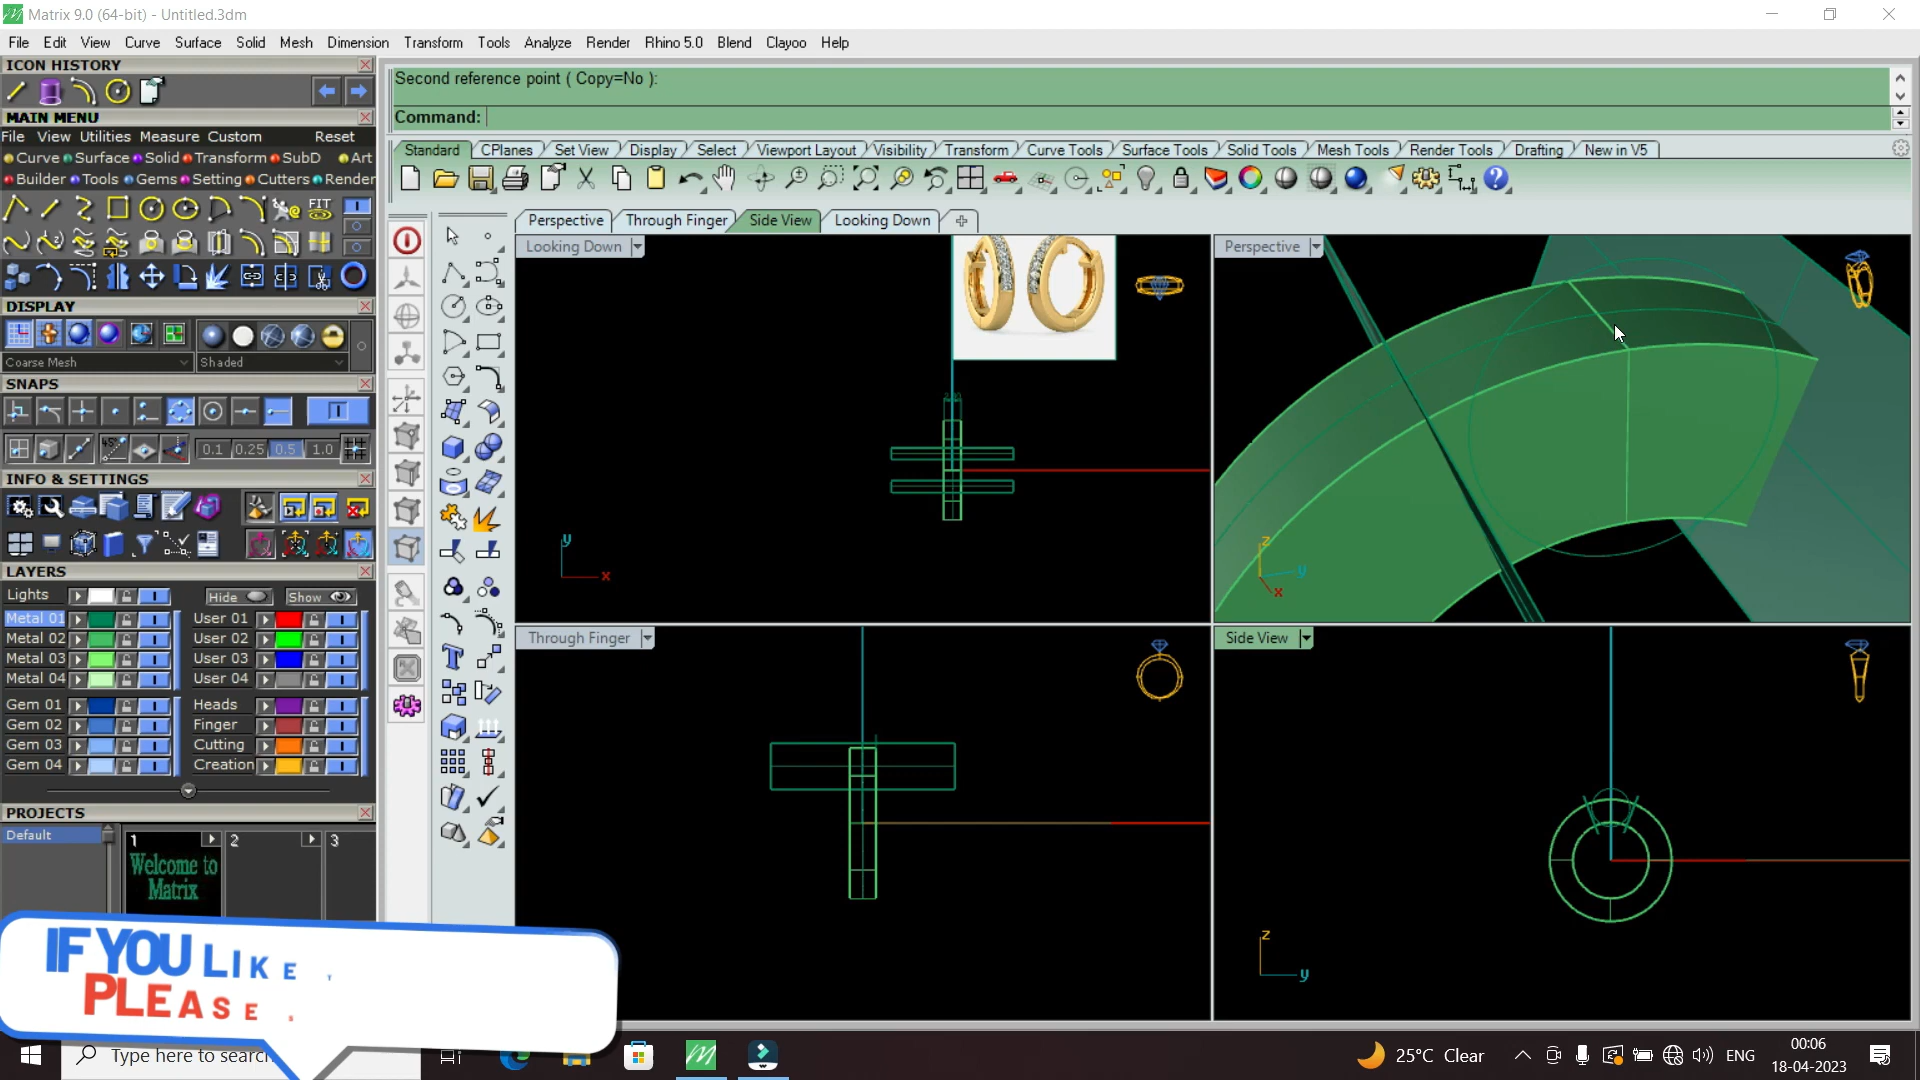 Matrix 9.0 (64-bit) - Untitled.3dm
File Edit View Curve Surface Solid Mesh Dimension Transform Tools Analyze Render Rhino 5.0 Blend Clayoo Help
ICON HISTORY
Second reference point ( Copy=No ):
Command:
MAIN MENU
File View Utilities Measure Custom Reset
Curve Surface Solid Transform SubD Art
Builder Tools Gems Setting Cutters Render
Standard CPlanes Set View Display Select Viewport Layout Visibility Transform Curve Tools Surface Tools Solid Tools Mesh Tools Render Tools Drafting New in V5
FIT
Perspective Through Finger Side View Looking Down
Looking Down
Perspective
DISPLAY
Coarse Mesh Shaded
SNAPS
45°
0.1 0.25 0.5 1.0
INFO & SETTINGS
LAYERS
Lights Hide Show
Metal 01 User 01
Metal 02 User 02
Metal 03 User 03
Metal 04 User 04
Gem 01 Heads
Gem 02 Finger
Gem 03 Cutting
Gem 04 Creation
y
x
z
y
x
Through Finger
Side View
z
y
PROJECTS
Default
1 2 3
Welcome to
Matrix
IF YOU LIKE
PLEASE S
Type here to search
25°C Clear
ENG
00:06
18-04-2023